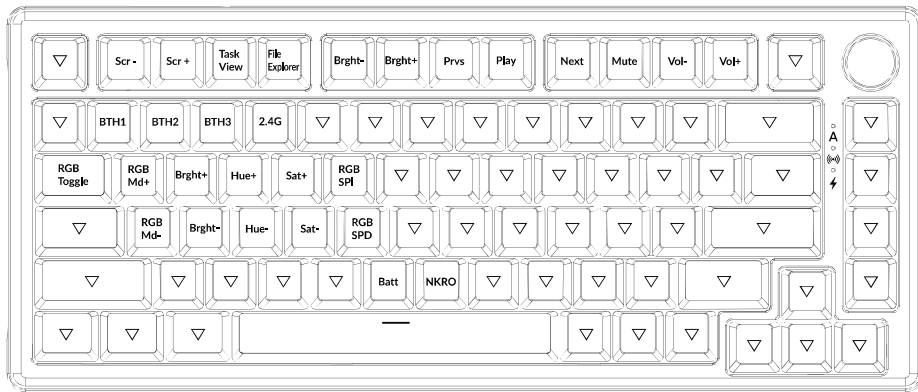 Scr - Scr + Task View File Explorer Brght- Brght+ Prvs Play Next Mute Vol- Vol+
BTH1 BTH2 BTH3 2.4G
A
RGB Toggle RGB Md+ Brght+ Hue+ Sat+ RGB SPI
RGB Md- Brght- Hue- Sat- RGB SPD
Batt NKRO